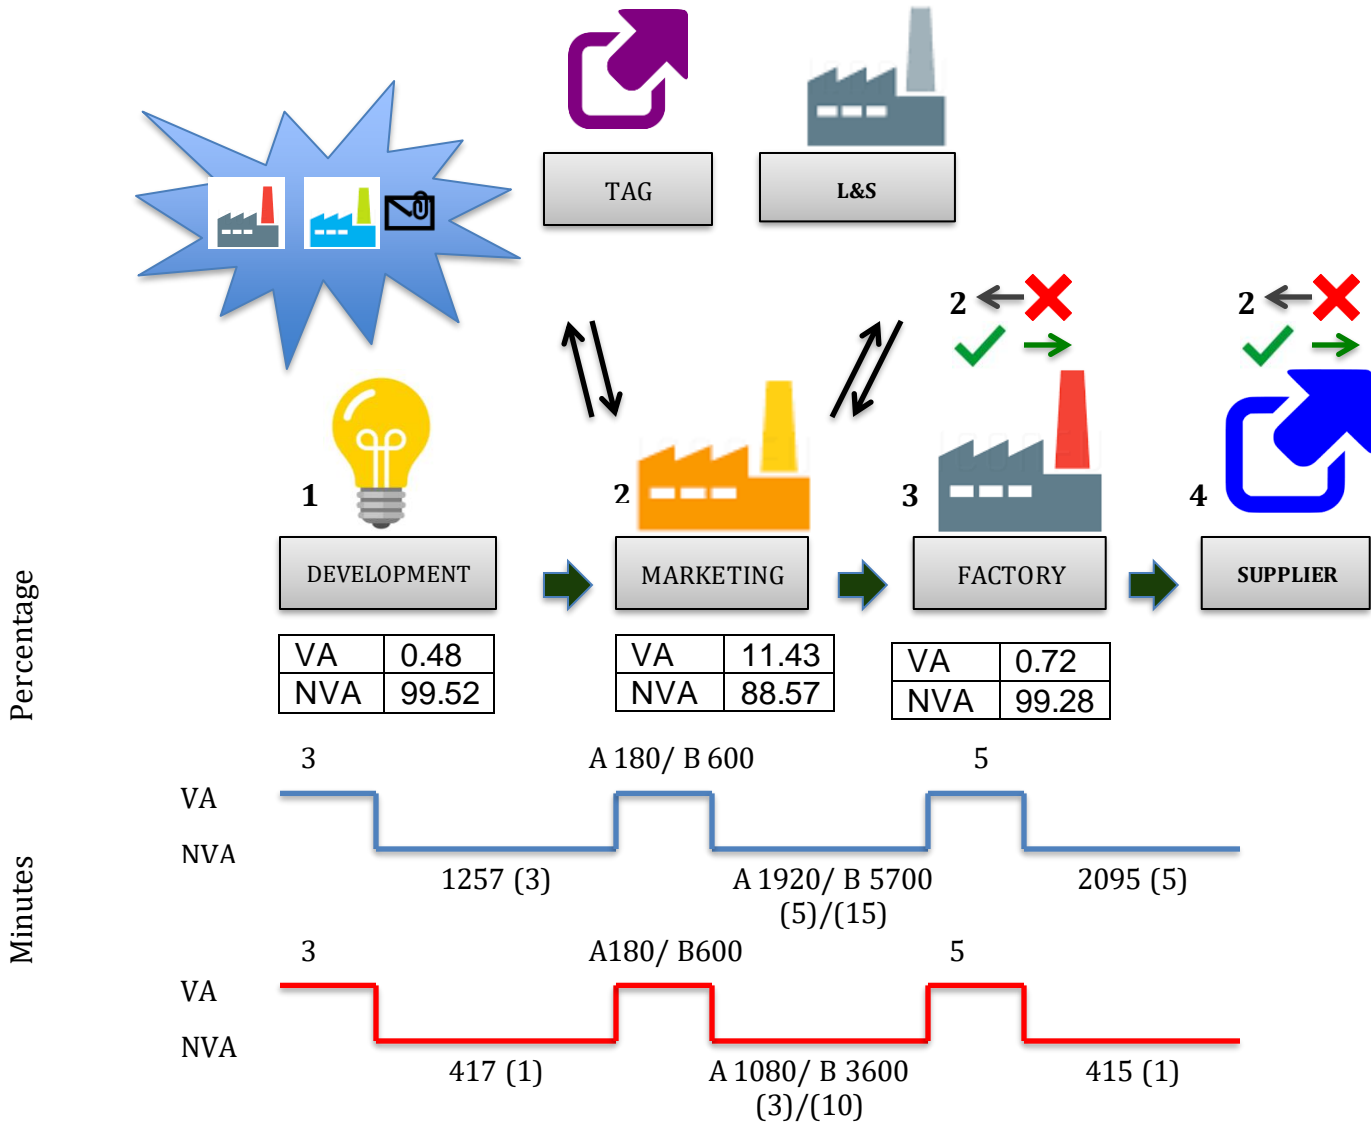 TAG
L&S
2
2
1
2
3
4
DEVELOPMENT
MARKETING
FACTORY
SUPPLIER
Percentage
VA 0.48
NVA 99.52
VA 11.43
NVA 88.57
VA 0.72
NVA 99.28
Minutes
3
A 180/ B 600
5
VA
NVA
1257 (3)
A 1920/ B 5700
(5)/(15)
2095 (5)
3
A180/ B600
5
VA
NVA
417 (1)
A 1080/ B 3600
(3)/(10)
415 (1)